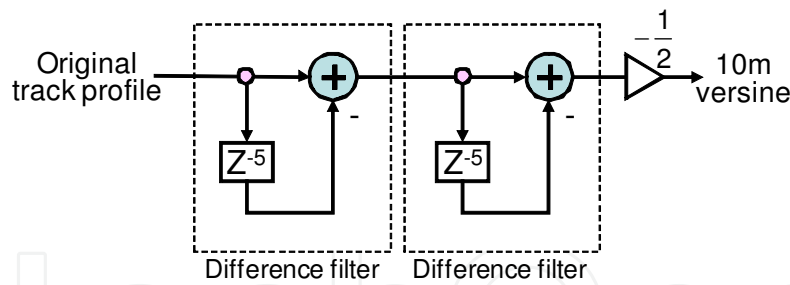 Original
track profile
+
-
Z-5
+
-
Z-5
-1/2
10m
versine
Difference filter
Difference filter